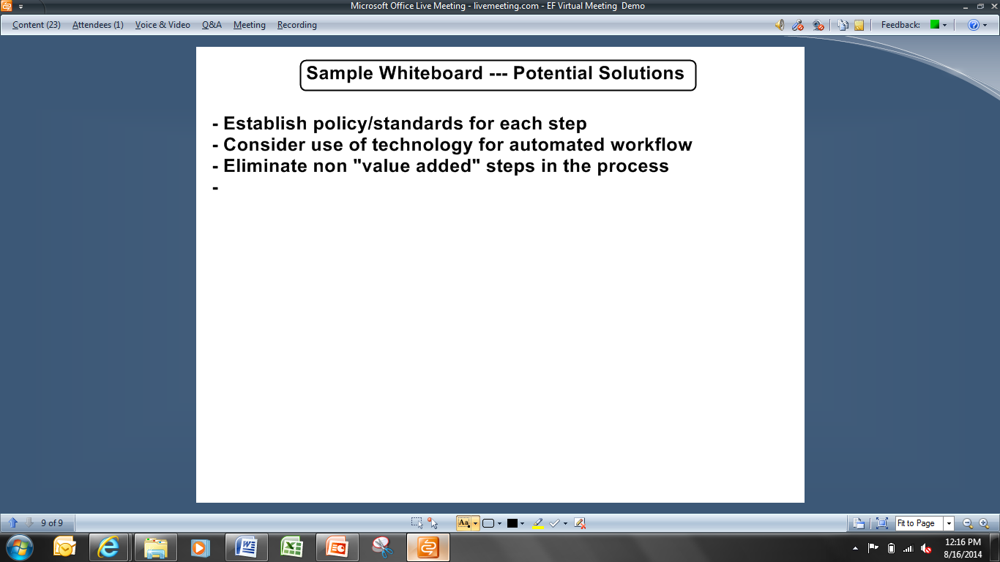 Microsoft Office Live Meeting - livemeeting.com - EF Virtual Meeting Demo
Content (23) Attendees (1) Voice & Video Q&A Meeting Recording Feedback:
Sample Whiteboard --- Potential Solutions
- Establish policy/standards for each step
- Consider use of technology for automated workflow
- Eliminate non "value added" steps in the process
-
9 of 9 Aa Fit to Page
12:16 PM
8/16/2014